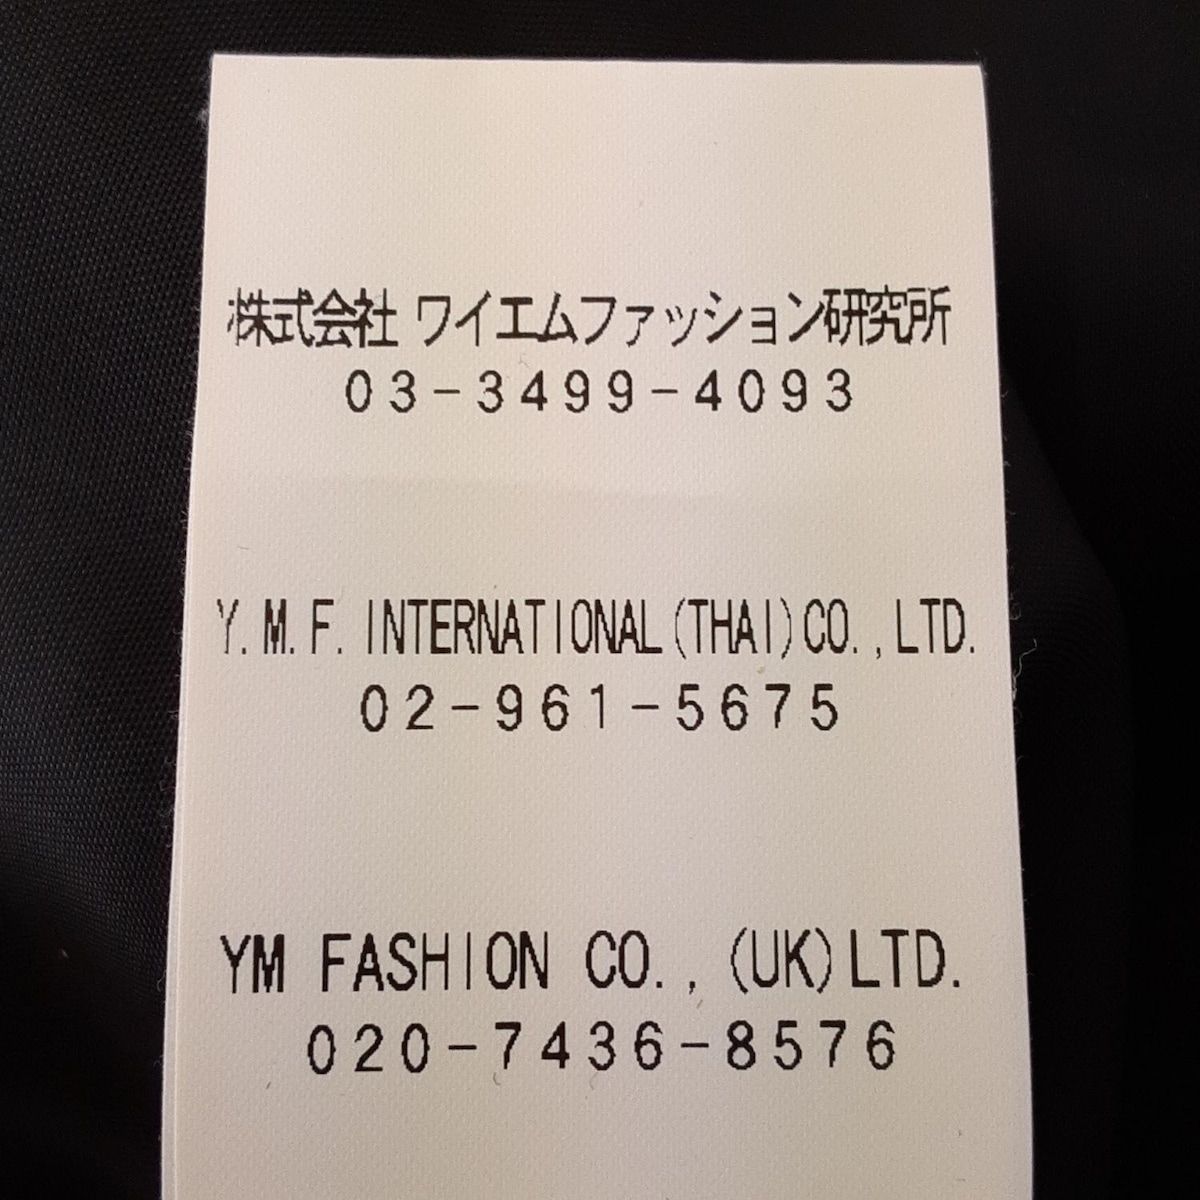 株式会社 ワイエムファッション研究所
03-3499-4093
Y.M.F. INTERNATIONAL(THAI)CO.,LTD.
02-961-5675
YM FASHION CO.,(UK)LTD.
020-7436-8576